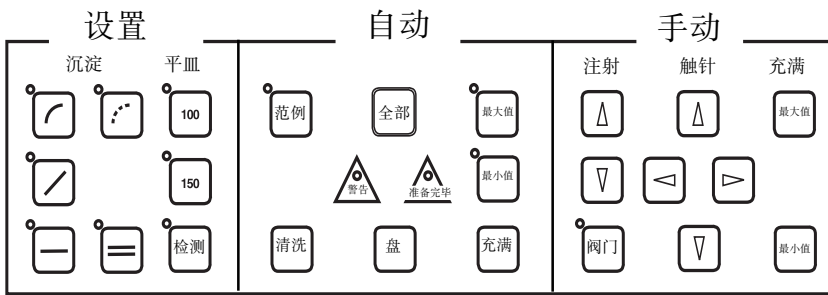 设置 自动 手动
沉淀 平皿 注射 触针 充满
100 范例 全部 最大值 最大值
150 警告 准备完毕 最小值
检测 清洗 盘 充满 阀门 最小值